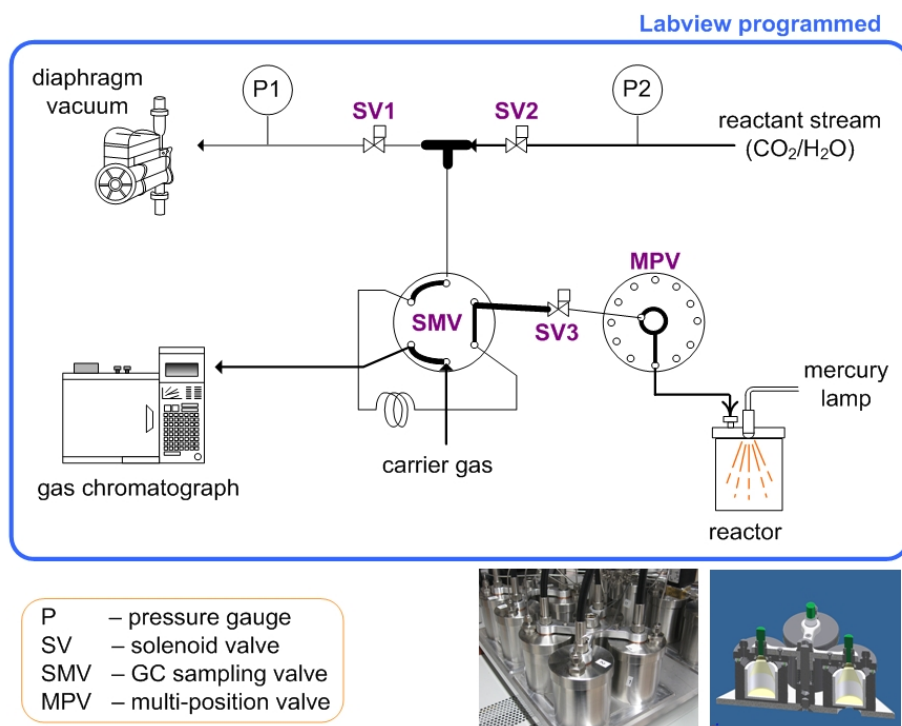 Labview programmed
diaphragm
vacuum
P1
SV1
SV2
P2
reactant stream
(CO₂/H₂O)
MPV
SMV
SV3
mercury
lamp
carrier gas
gas chromatograph
reactor
P – pressure gauge
SV – solenoid valve
SMV – GC sampling valve
MPV – multi-position valve